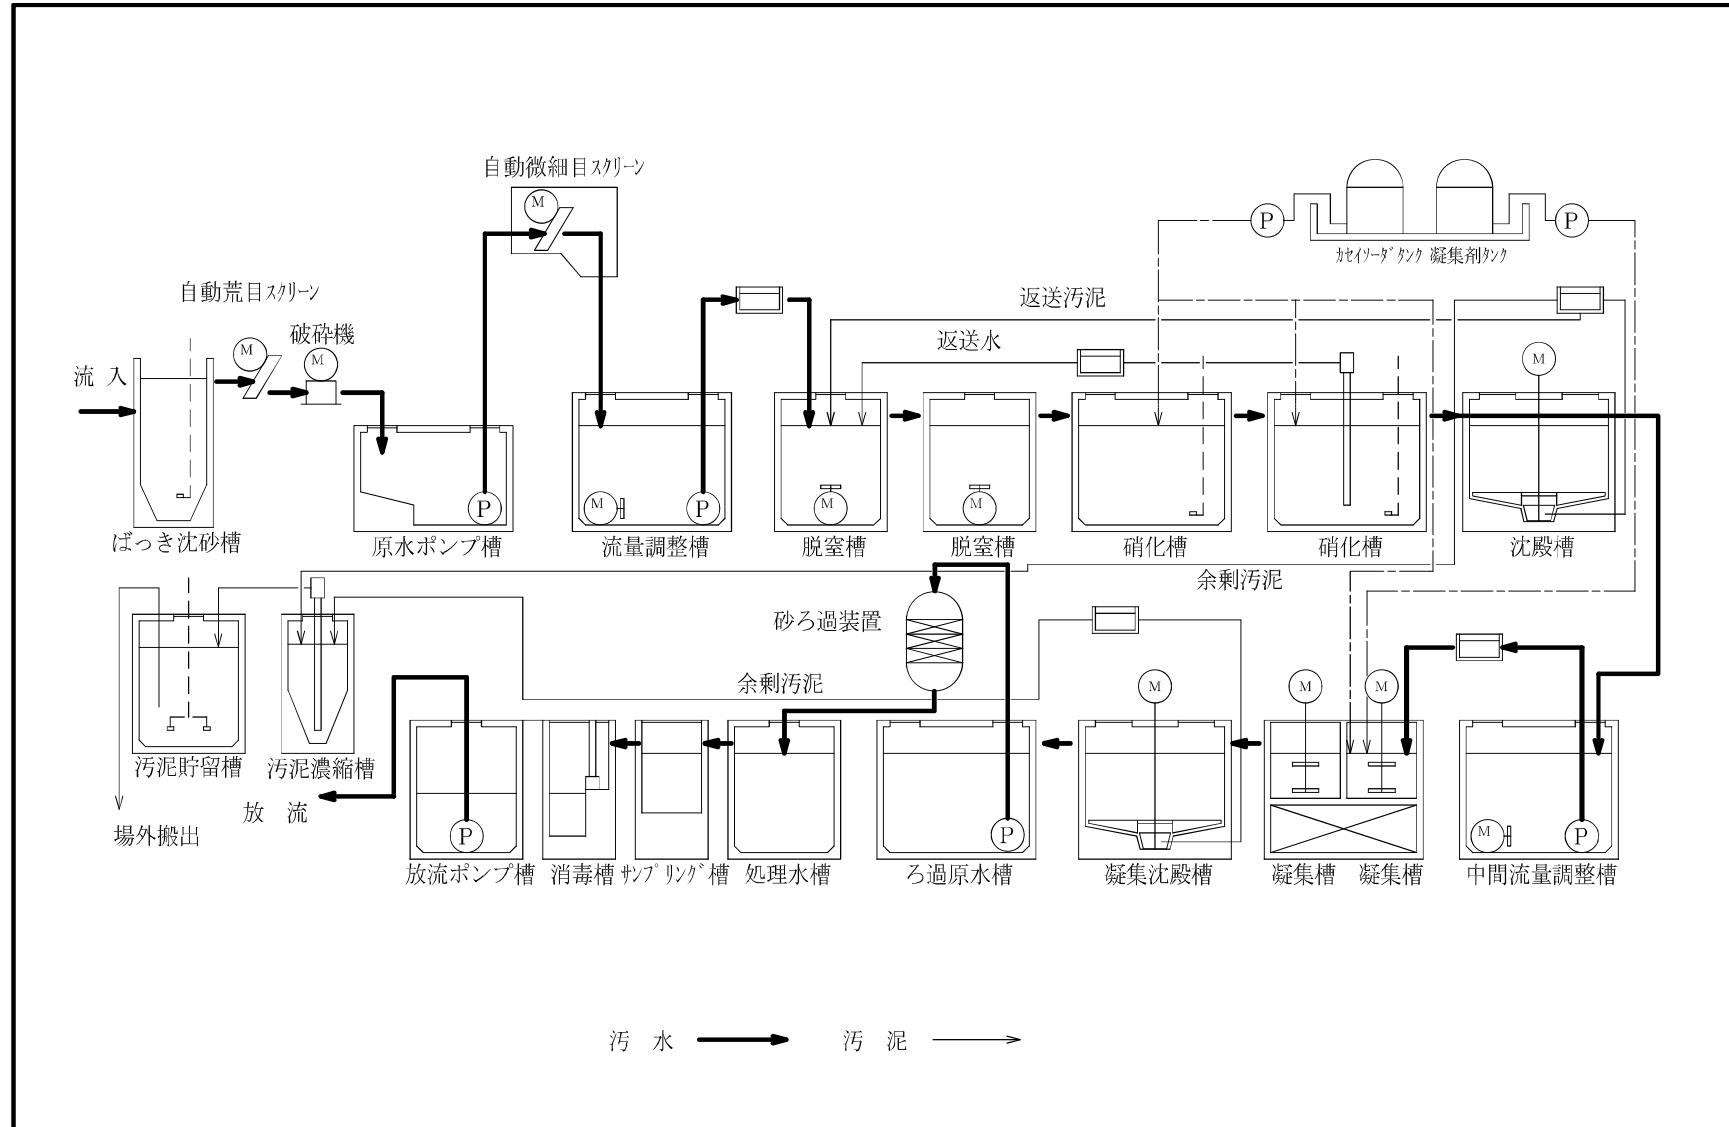 自動微細目スクリーン
M
P
P
カセイソーダタンク 凝集剤タンク
自動荒目スクリーン
返送汚泥
破砕機
返送水
M
M
M
流 入
M
P
M
P
M
M
ばっき沈砂槽
原水ポンプ槽
流量調整槽
脱窒槽
脱窒槽
硝化槽
硝化槽
沈殿槽
余剰汚泥
砂ろ過装置
余剰汚泥
M
M
M
汚泥貯留槽
汚泥濃縮槽
放 流
場外搬出
P
P
M
P
放流ポンプ槽
消毒槽
サンプリング槽
処理水槽
ろ過原水槽
凝集沈殿槽
凝集槽
凝集槽
中間流量調整槽
汚 水
汚 泥